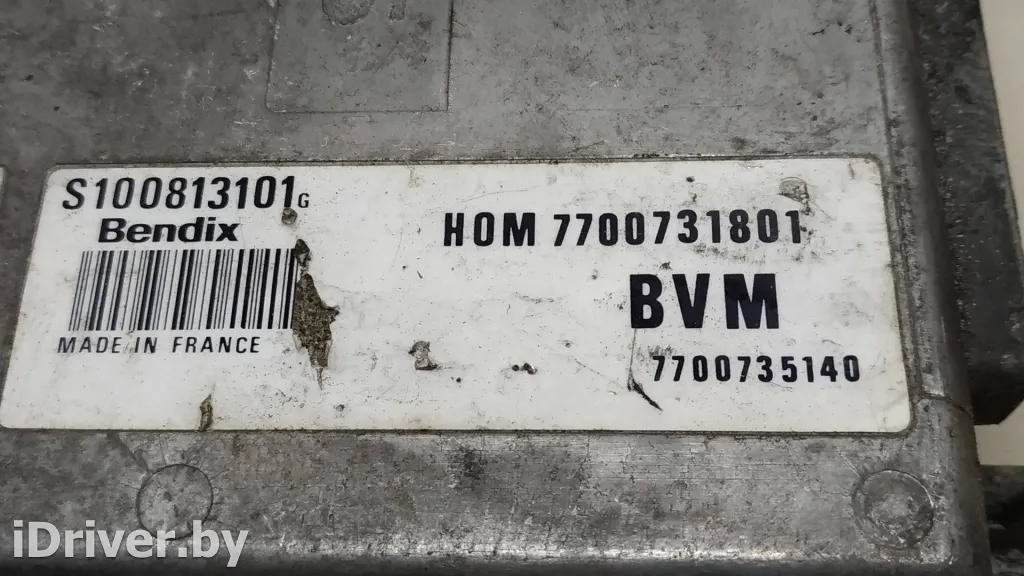 S100813101G
Bendix
MADE IN FRANCE
HOM 7700731801
BVM
7700735140
iDriver.by